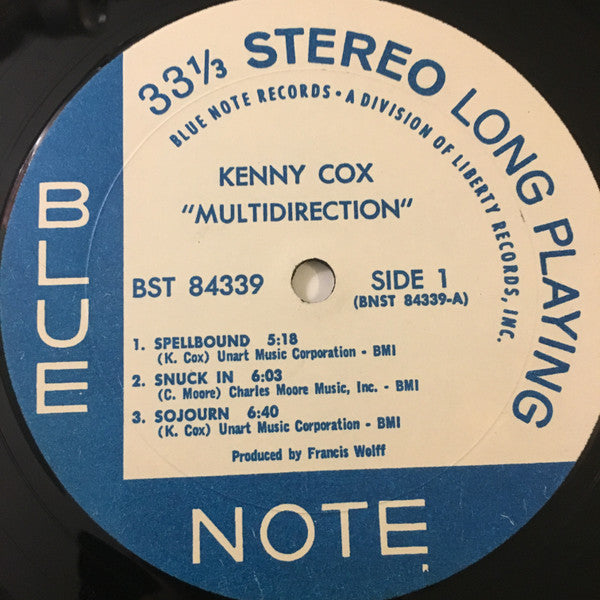 33⅓ STEREO LONG PLAYING
BLUE NOTE RECORDS • A DIVISION OF LIBERTY RECORDS, INC.
KENNY COX
"MULTIDIRECTION"
BST 84339
SIDE 1
(BNST 84339-A)
1. SPELLBOUND 5:18
(K. Cox) Unart Music Corporation - BMI
2. SNUCK IN 6:03
(C. Moore) Charles Moore Music, Inc. - BMI
3. SOJOURN 6:40
(K. Cox) Unart Music Corporation - BMI
Produced by Francis Wolff
BLUE
NOTE